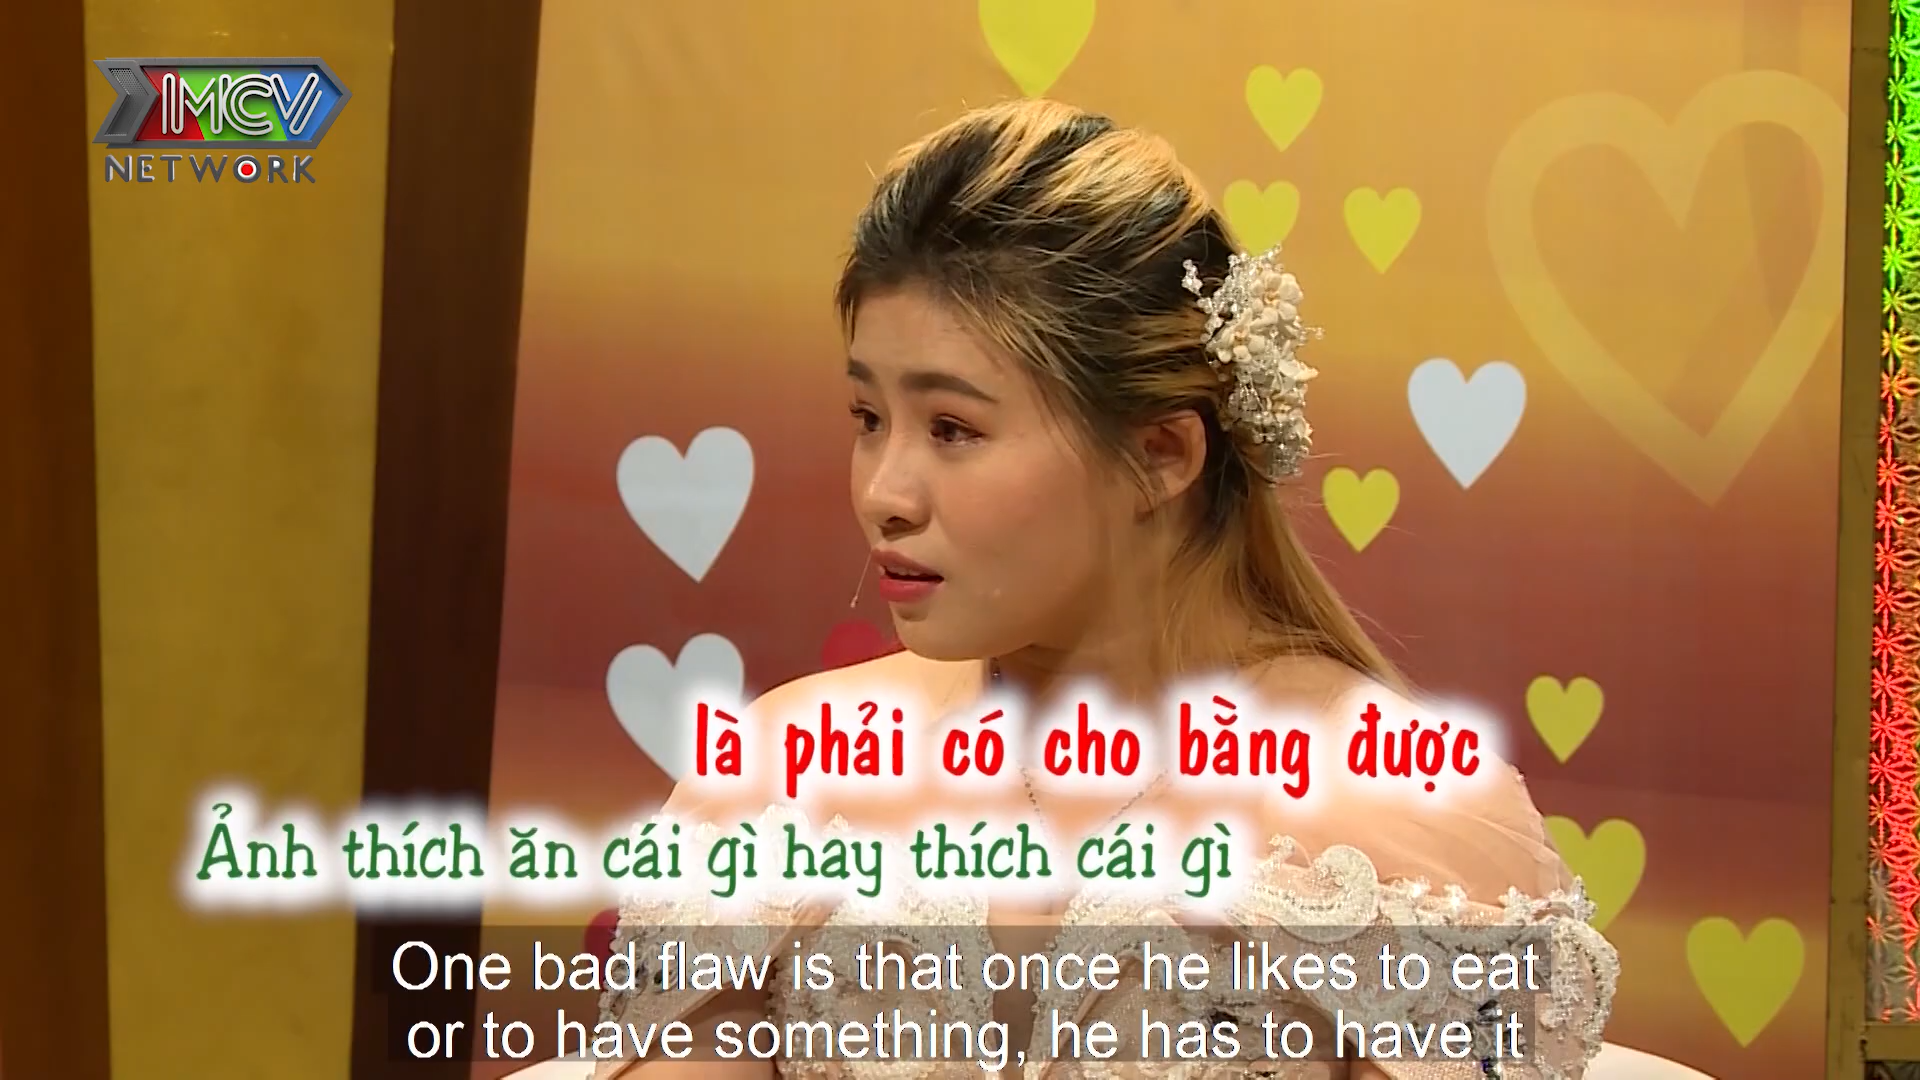 MCV
NETWORK
là phải có cho bằng được
Ảnh thích ăn cái gì hay thích cái gì
One bad flaw is that once he likes to eat
or to have something, he has to have it